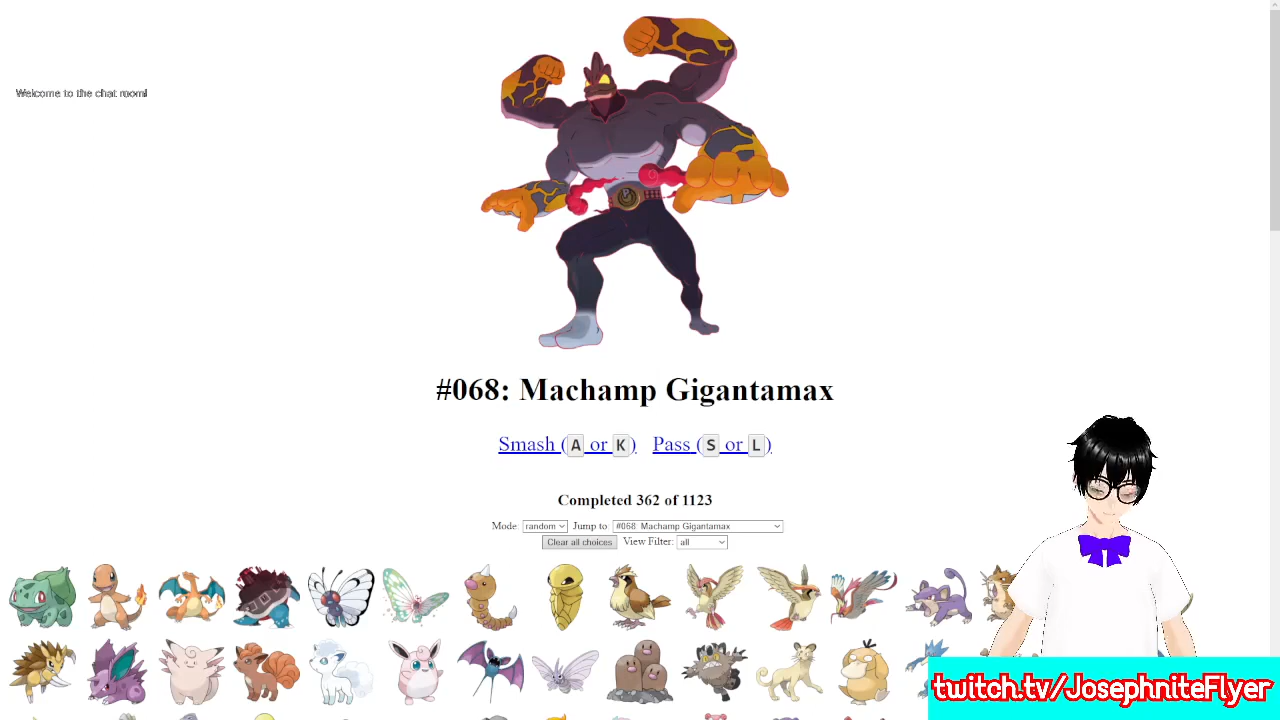 Welcome to the chat room!
#068: Machamp Gigantamax
Smash (A or K) Pass (S or L)
Completed 362 of 1123
Mode: random Jump to: #068: Machamp Gigantamax
Clear all choices View Filter: all
twitch.tv/JosephniteFlyer